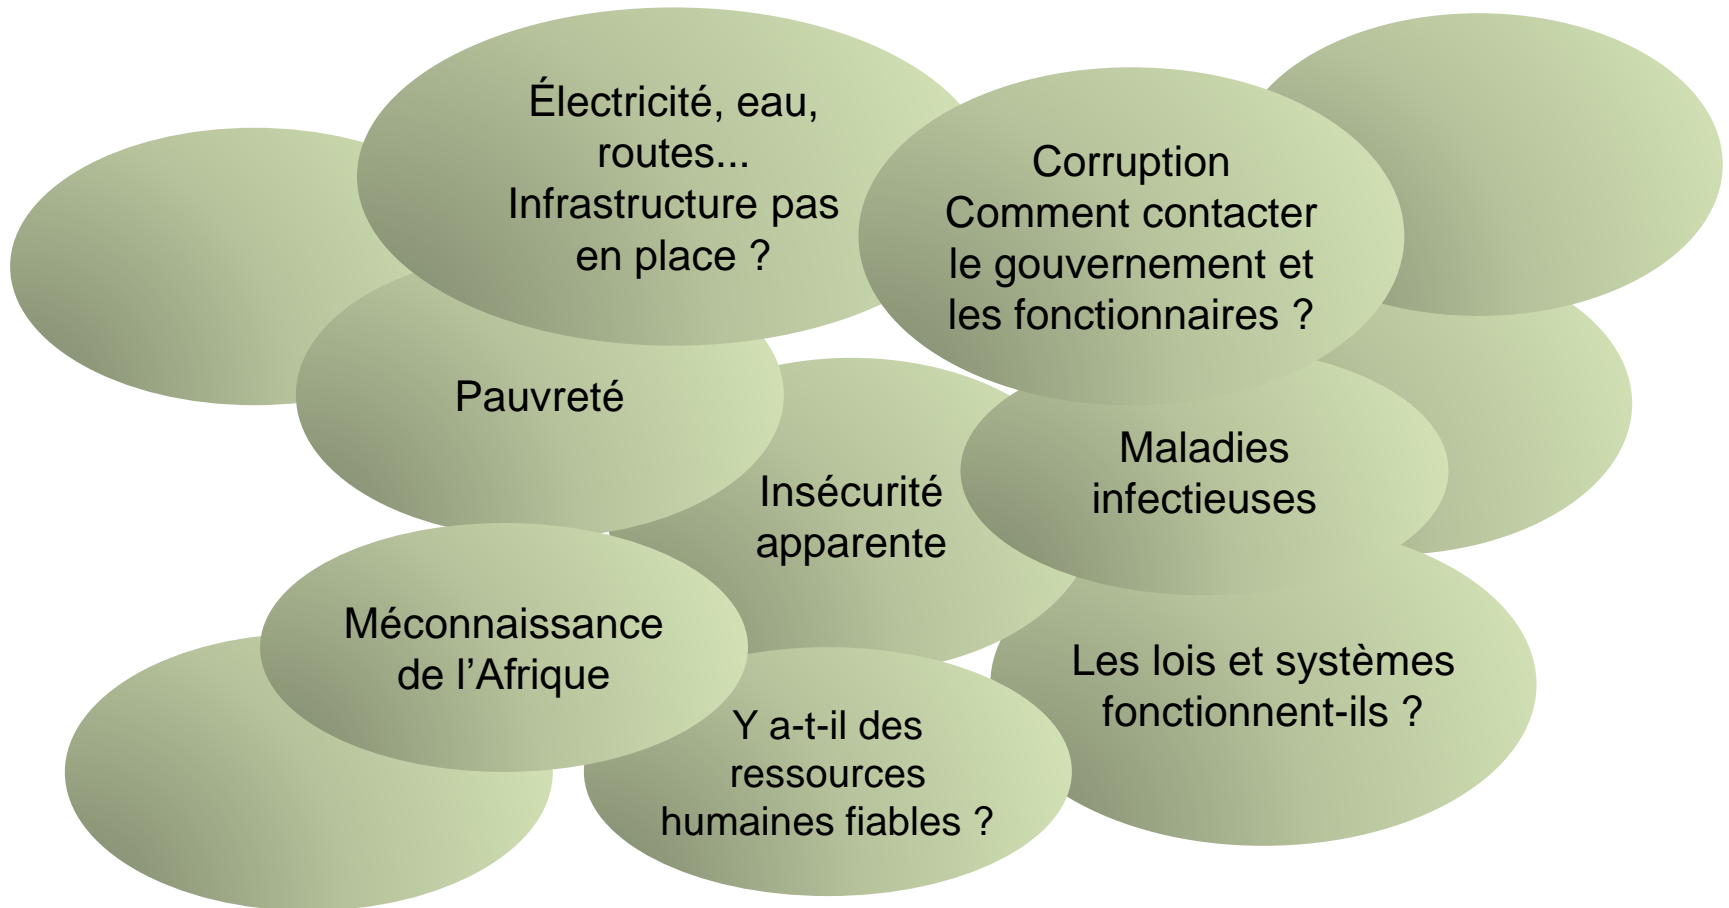 Électricité, eau,
routes...
Infrastructure pas
en place ?
Corruption
Comment contacter
le gouvernement et
les fonctionnaires ?
Pauvreté
Maladies
infectieuses
Insécurité
apparente
Méconnaissance
de l’Afrique
Les lois et systèmes
fonctionnent-ils ?
Y a-t-il des
ressources
humaines fiables ?